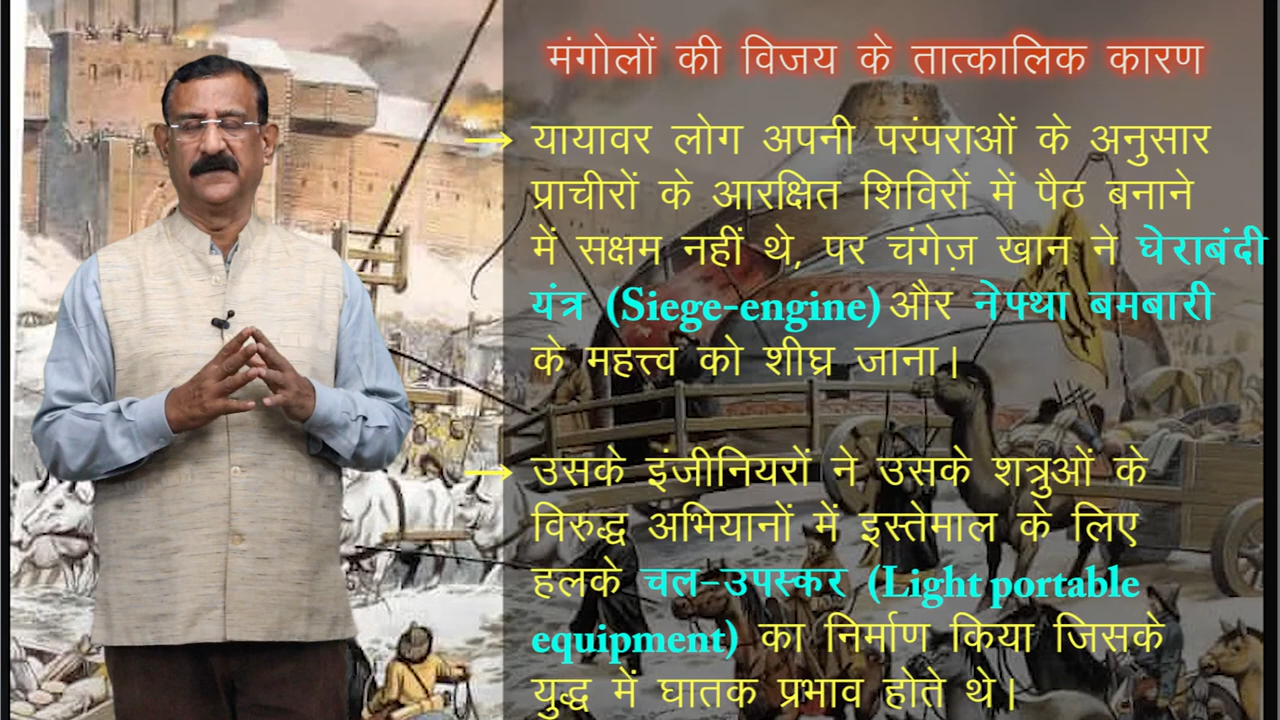 मंगोलों की विजय के तात्कालिक कारण
→ यायावर लोग अपनी परंपराओं के अनुसार
प्राचीरों के आरक्षित शिविरों में पैठ बनाने
में सक्षम नहीं थे, पर चंगेज़ खान ने घेराबंदी
यंत्र (Siege-engine) और नेफ्था बमबारी
के महत्त्व को शीघ्र जाना।
→ उसके इंजीनियरों ने उसके शत्रुओं के
विरुद्ध अभियानों में इस्तेमाल के लिए
हलके चल-उपस्कर (Light portable
equipment) का निर्माण किया जिसके
युद्ध में घातक प्रभाव होते थे।